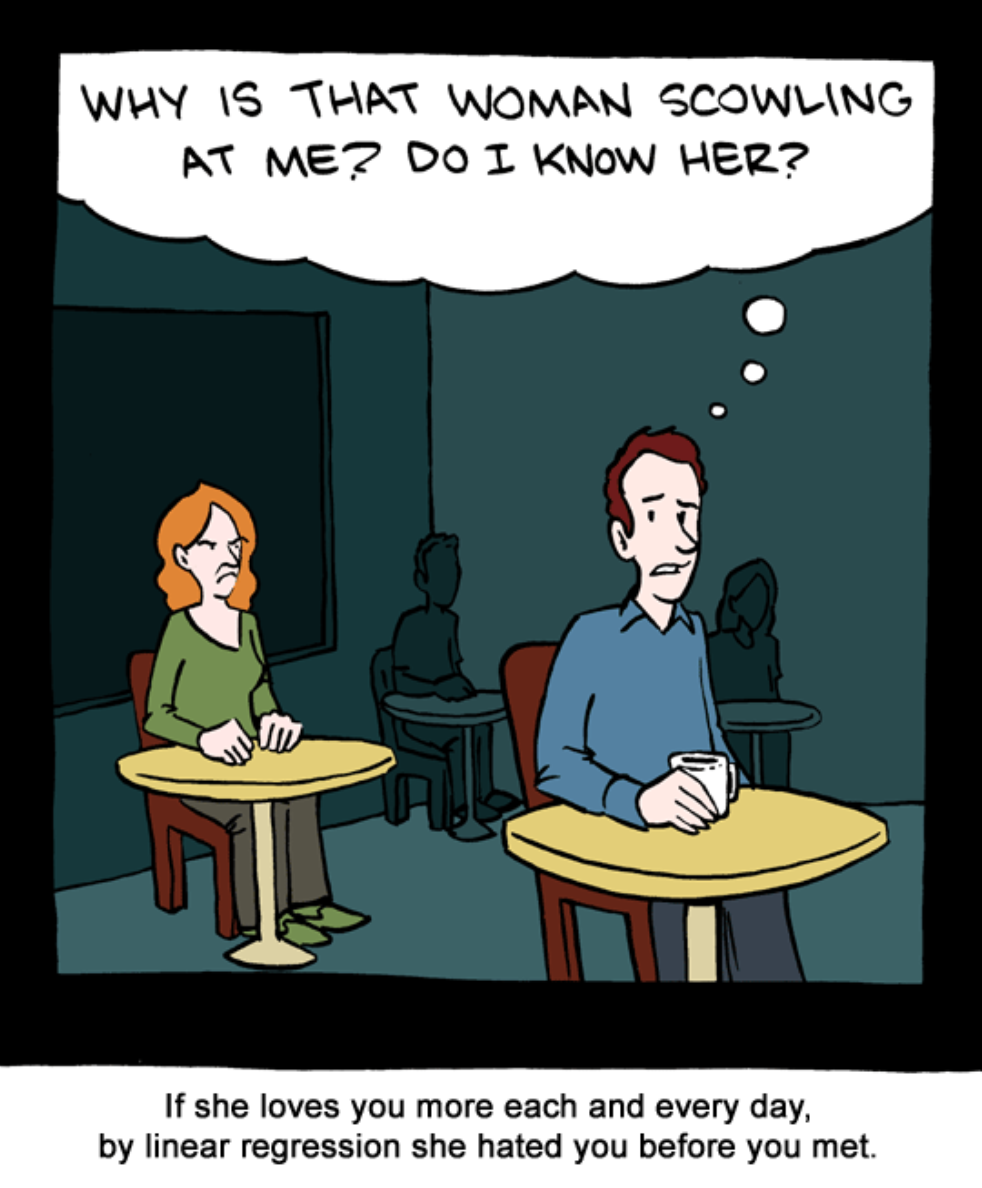 WHY IS THAT WOMAN SCOWLING
AT ME? DO I KNOW HER?
If she loves you more each and every day,
by linear regression she hated you before you met.